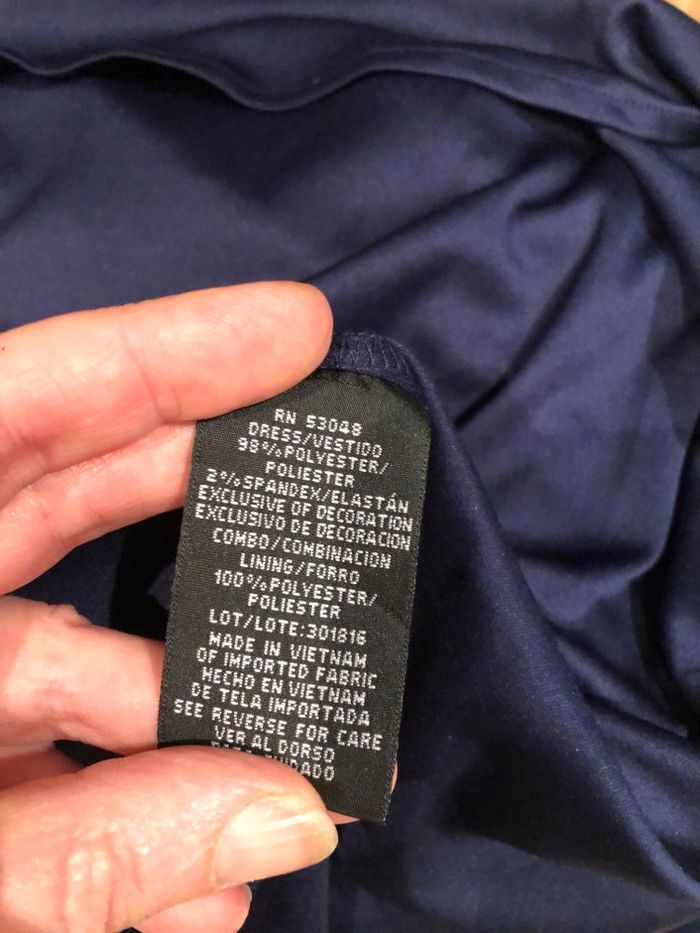 RN 53048
DRESS/VESTIDO
98%POLYESTER/
POLIESTER
2%SPANDEX/ELASTÁN
EXCLUSIVE OF DECORATION
EXCLUSIVO DE DECORACION
COMBO/COMBINACION
LINING/FORRO
100%POLYESTER/
POLIESTER
LOT/LOTE:301816
MADE IN VIETNAM
OF IMPORTED FABRIC
HECHO EN VIETNAM
DE TELA IMPORTADA
SEE REVERSE FOR CARE
VER AL DORSO